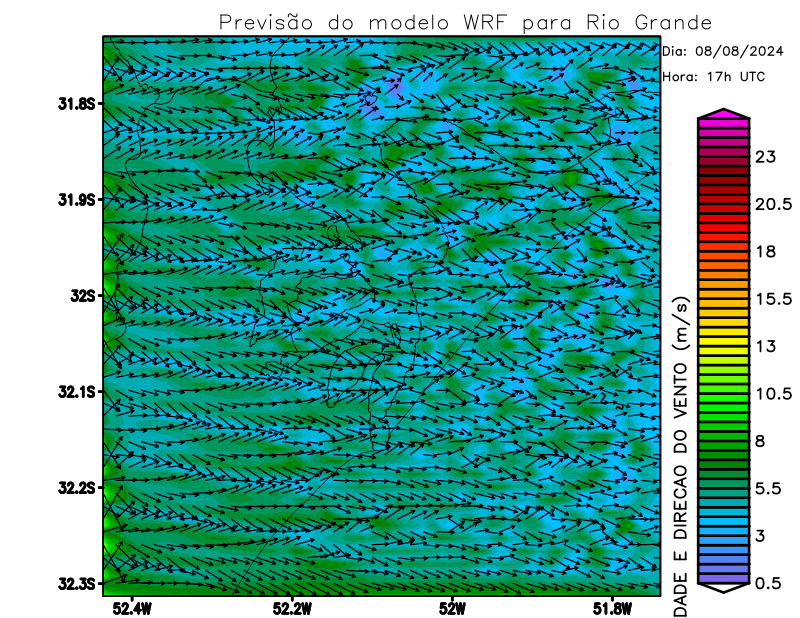 Previsão do modelo WRF para Rio Grande
Dia: 08/08/2024
Hora: 17h UTC
31.8S
31.9S
32S
32.1S
32.2S
32.3S
52.4W
52.2W
52W
51.8W
23
20.5
18
15.5
13
10.5
8
5.5
3
0.5
DADE E DIRECAO DO VENTO (m/s)